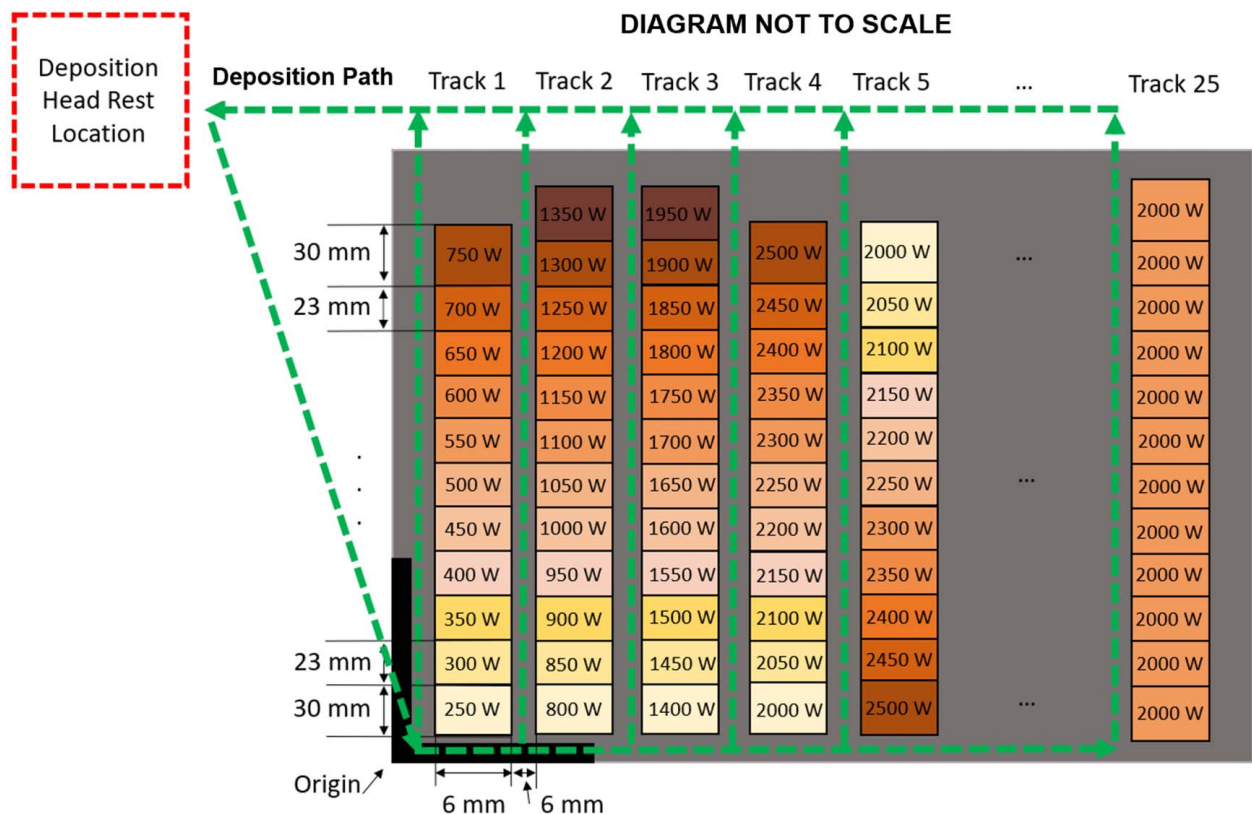 DIAGRAM NOT TO SCALE
Deposition
Head Rest
Location
Deposition Path
Track 1
Track 2
Track 3
Track 4
Track 5
...
Track 25
30 mm
23 mm
.
.
.
23 mm
30 mm
750 W
700 W
650 W
600 W
550 W
500 W
450 W
400 W
350 W
300 W
250 W
1350 W
1300 W
1250 W
1200 W
1150 W
1100 W
1050 W
1000 W
950 W
900 W
850 W
800 W
1950 W
1900 W
1850 W
1800 W
1750 W
1700 W
1650 W
1600 W
1550 W
1500 W
1450 W
1400 W
2500 W
2450 W
2400 W
2350 W
2300 W
2250 W
2200 W
2150 W
2100 W
2050 W
2000 W
2000 W
2050 W
2100 W
2150 W
2200 W
2250 W
2300 W
2350 W
2400 W
2450 W
2500 W
...
...
...
2000 W
2000 W
2000 W
2000 W
2000 W
2000 W
2000 W
2000 W
2000 W
2000 W
2000 W
Origin
6 mm
6 mm